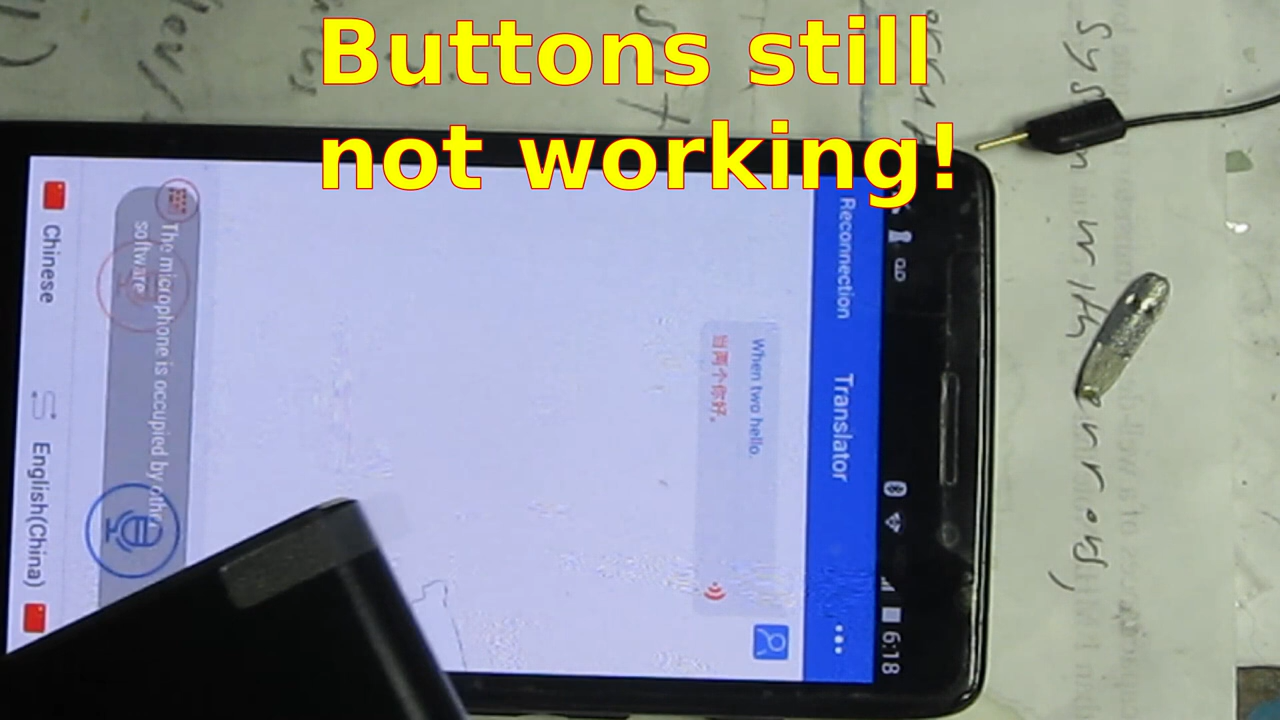 Buttons still
not working!
6:18
Reconnection
Translator
When two hello.
当两个你好。
The microphone is occupied by other
software
Chinese
English(China)
with